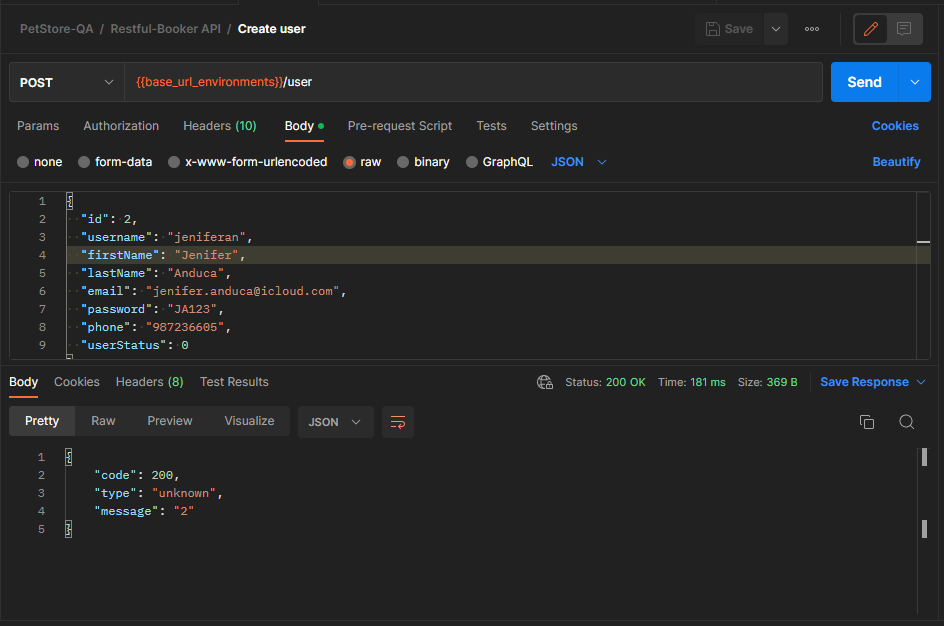 PetStore-QA / Restful-Booker API / Create user
Save
POST
{{base_url_environments}}/user
Send
Params Authorization Headers (10) Body Pre-request Script Tests Settings Cookies
none form-data x-www-form-urlencoded raw binary GraphQL JSON Beautify
1 {
2 "id": 2,
3 "username": "jeniferan",
4 "firstName": "Jenifer",
5 "lastName": "Anduca",
6 "email": "jenifer.anduca@icloud.com",
7 "password": "JA123",
8 "phone": "987236605",
9 "userStatus": 0
Body Cookies Headers (8) Test Results Status: 200 OK Time: 181 ms Size: 369 B Save Response
Pretty Raw Preview Visualize JSON
1 {
2 "code": 200,
3 "type": "unknown",
4 "message": "2"
5 }